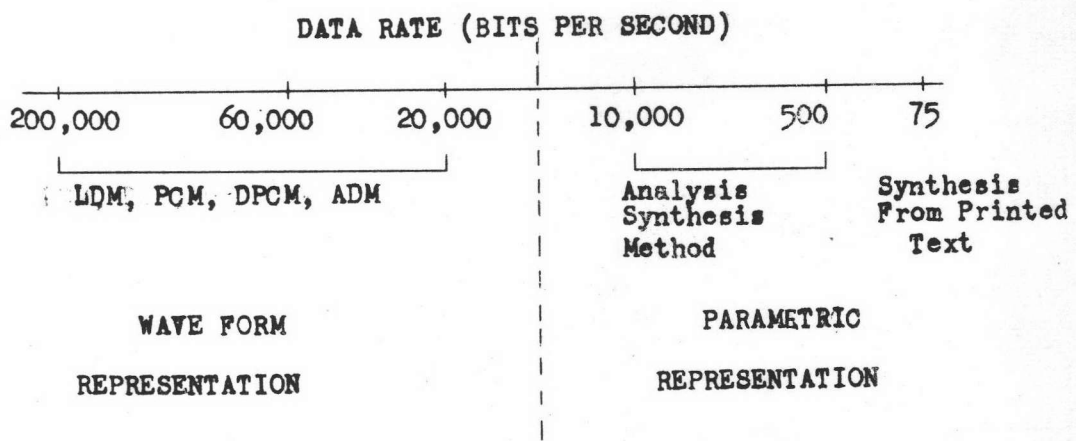 DATA RATE (BITS PER SECOND)
200,000 60,000 20,000 10,000 500 75
LDM, PCM, DPCM, ADM
Analysis Synthesis
Synthesis From Printed
Method Text
WAVE FORM PARAMETRIC
REPRESENTATION REPRESENTATION